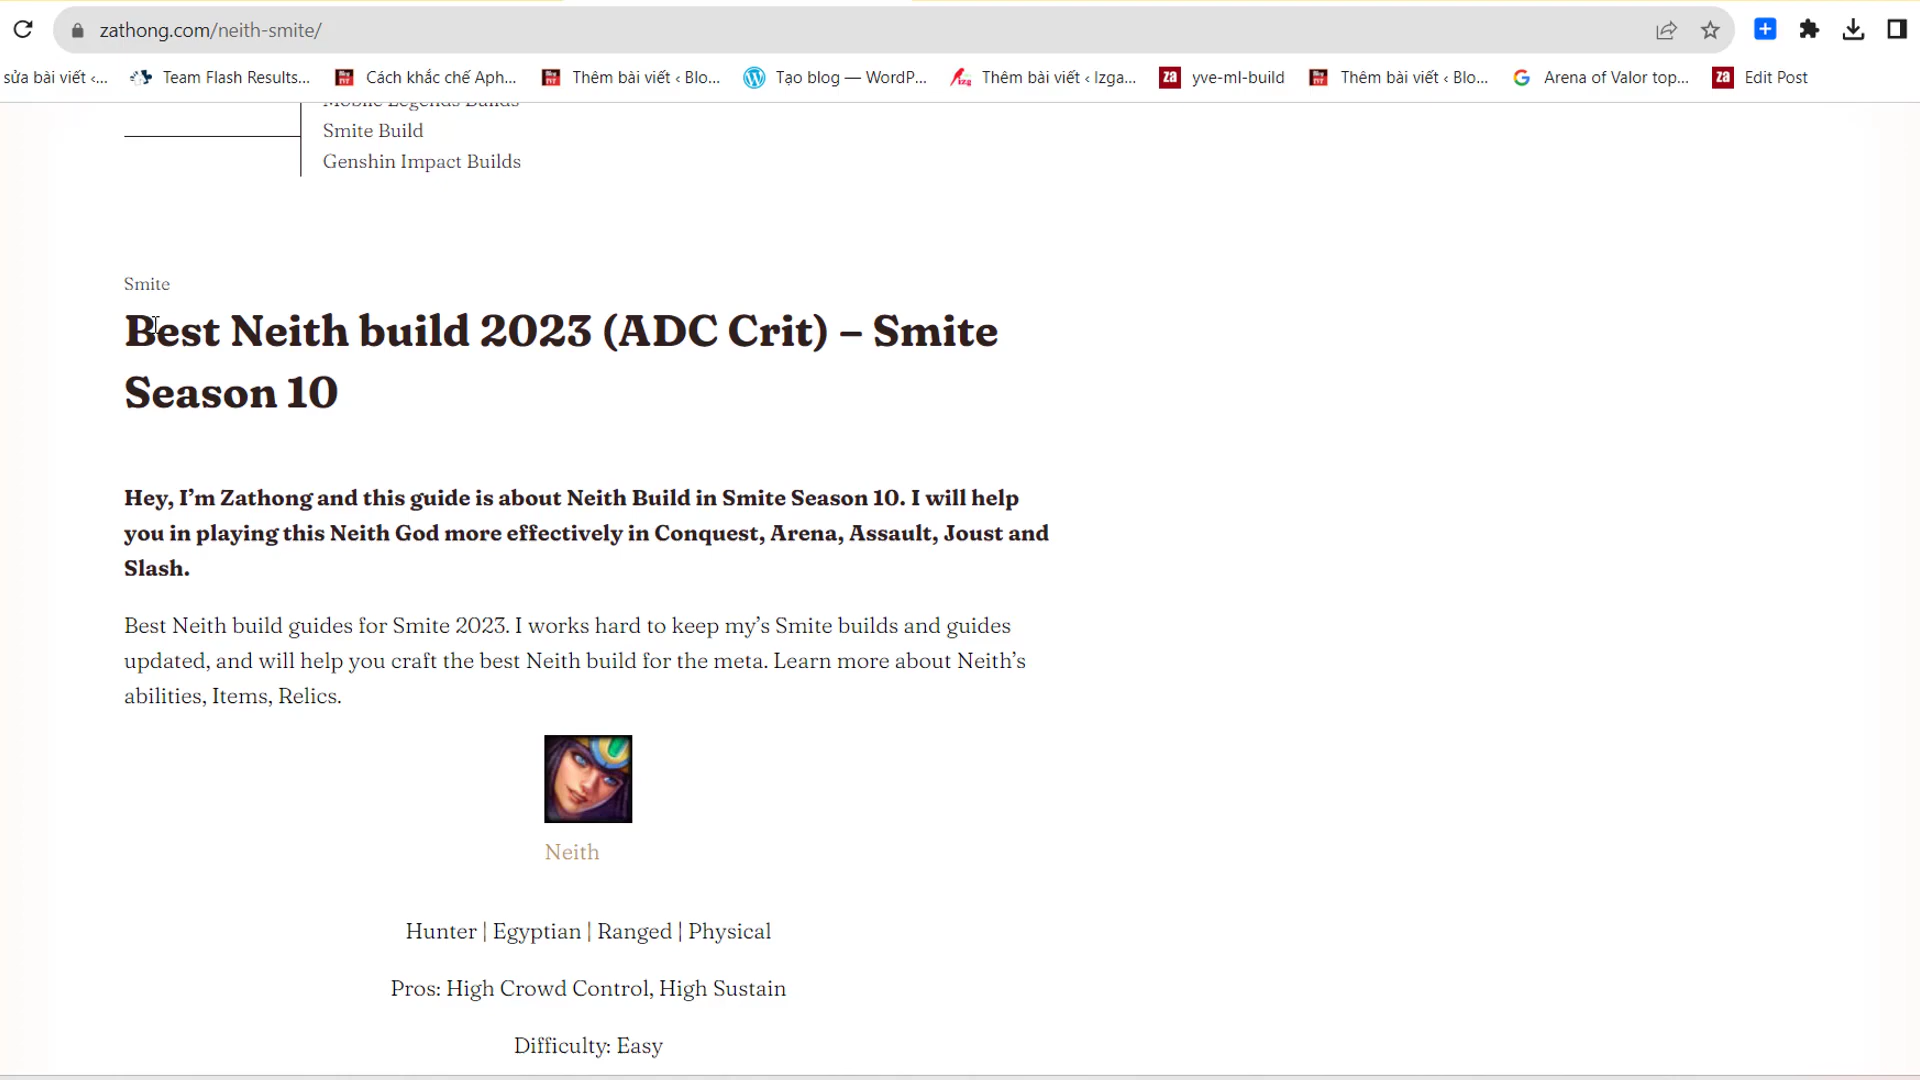 zathong.com/neith-smite/
sửa bài viết ‹... Team Flash Results... Cách khắc chế Aph... Thêm bài viết ‹ Blo... Tạo blog — WordP... Thêm bài viết ‹ Izga... yve-ml-build Thêm bài viết ‹ Blo... Arena of Valor top... Edit Post
Mobile Legends Builds
Smite Build
Genshin Impact Builds
Smite
Best Neith build 2023 (ADC Crit) – Smite
Season 10
Hey, I’m Zathong and this guide is about Neith Build in Smite Season 10. I will help
you in playing this Neith God more effectively in Conquest, Arena, Assault, Joust and
Slash.
Best Neith build guides for Smite 2023. I works hard to keep my’s Smite builds and guides
updated, and will help you craft the best Neith build for the meta. Learn more about Neith’s
abilities, Items, Relics.
Neith
Hunter | Egyptian | Ranged | Physical
Pros: High Crowd Control, High Sustain
Difficulty: Easy